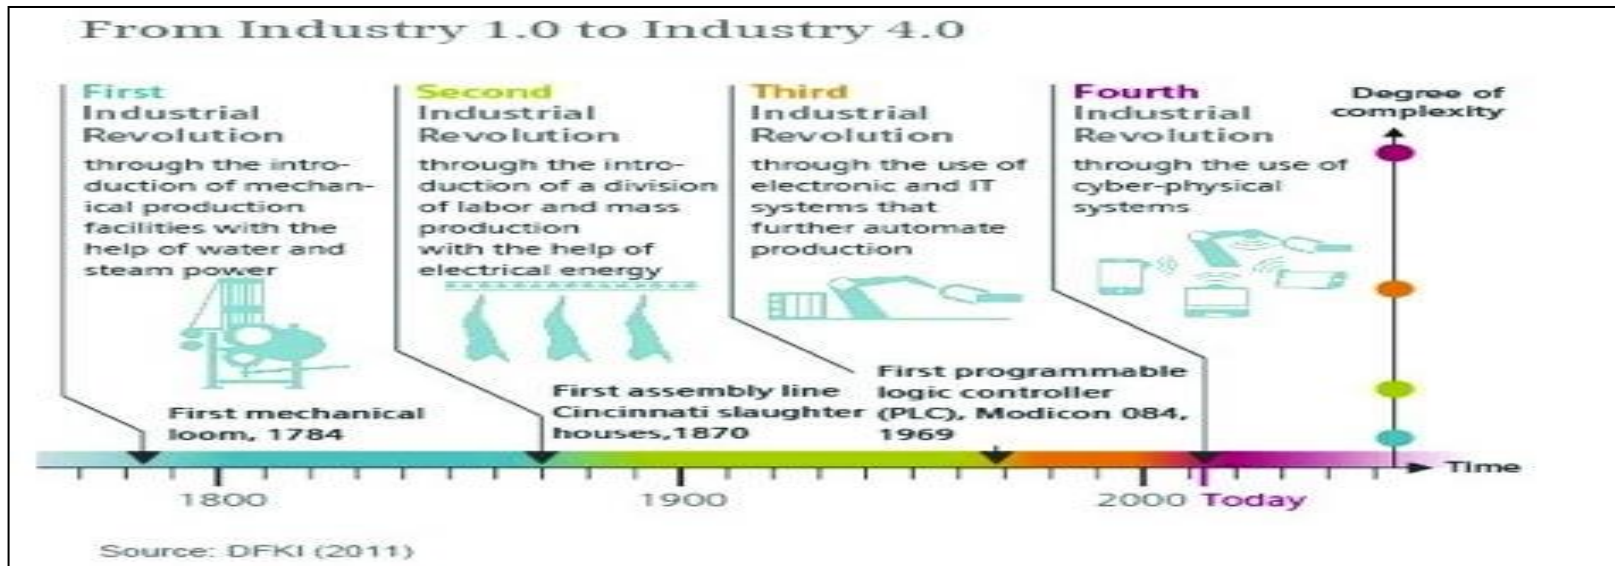 From Industry 1.0 to Industry 4.0
First
Industrial
Revolution
through the intro-
duction of mechan-
ical production
facilities with the
help of water and
steam power
First mechanical
loom, 1784
Second
Industrial
Revolution
through the intro-
duction of a division
of labor and mass
production
with the help of
electrical energy
First assembly line
Cincinnati slaughter
houses,1870
Third
Industrial
Revolution
through the use of
electronic and IT
systems that
further automate
production
First programmable
logic controller
(PLC), Modicon 084,
1969
Fourth
Industrial
Revolution
through the use of
cyber-physical
systems
Degree of
complexity
Time
1800
1900
2000
Today
Source: DFKI (2011)